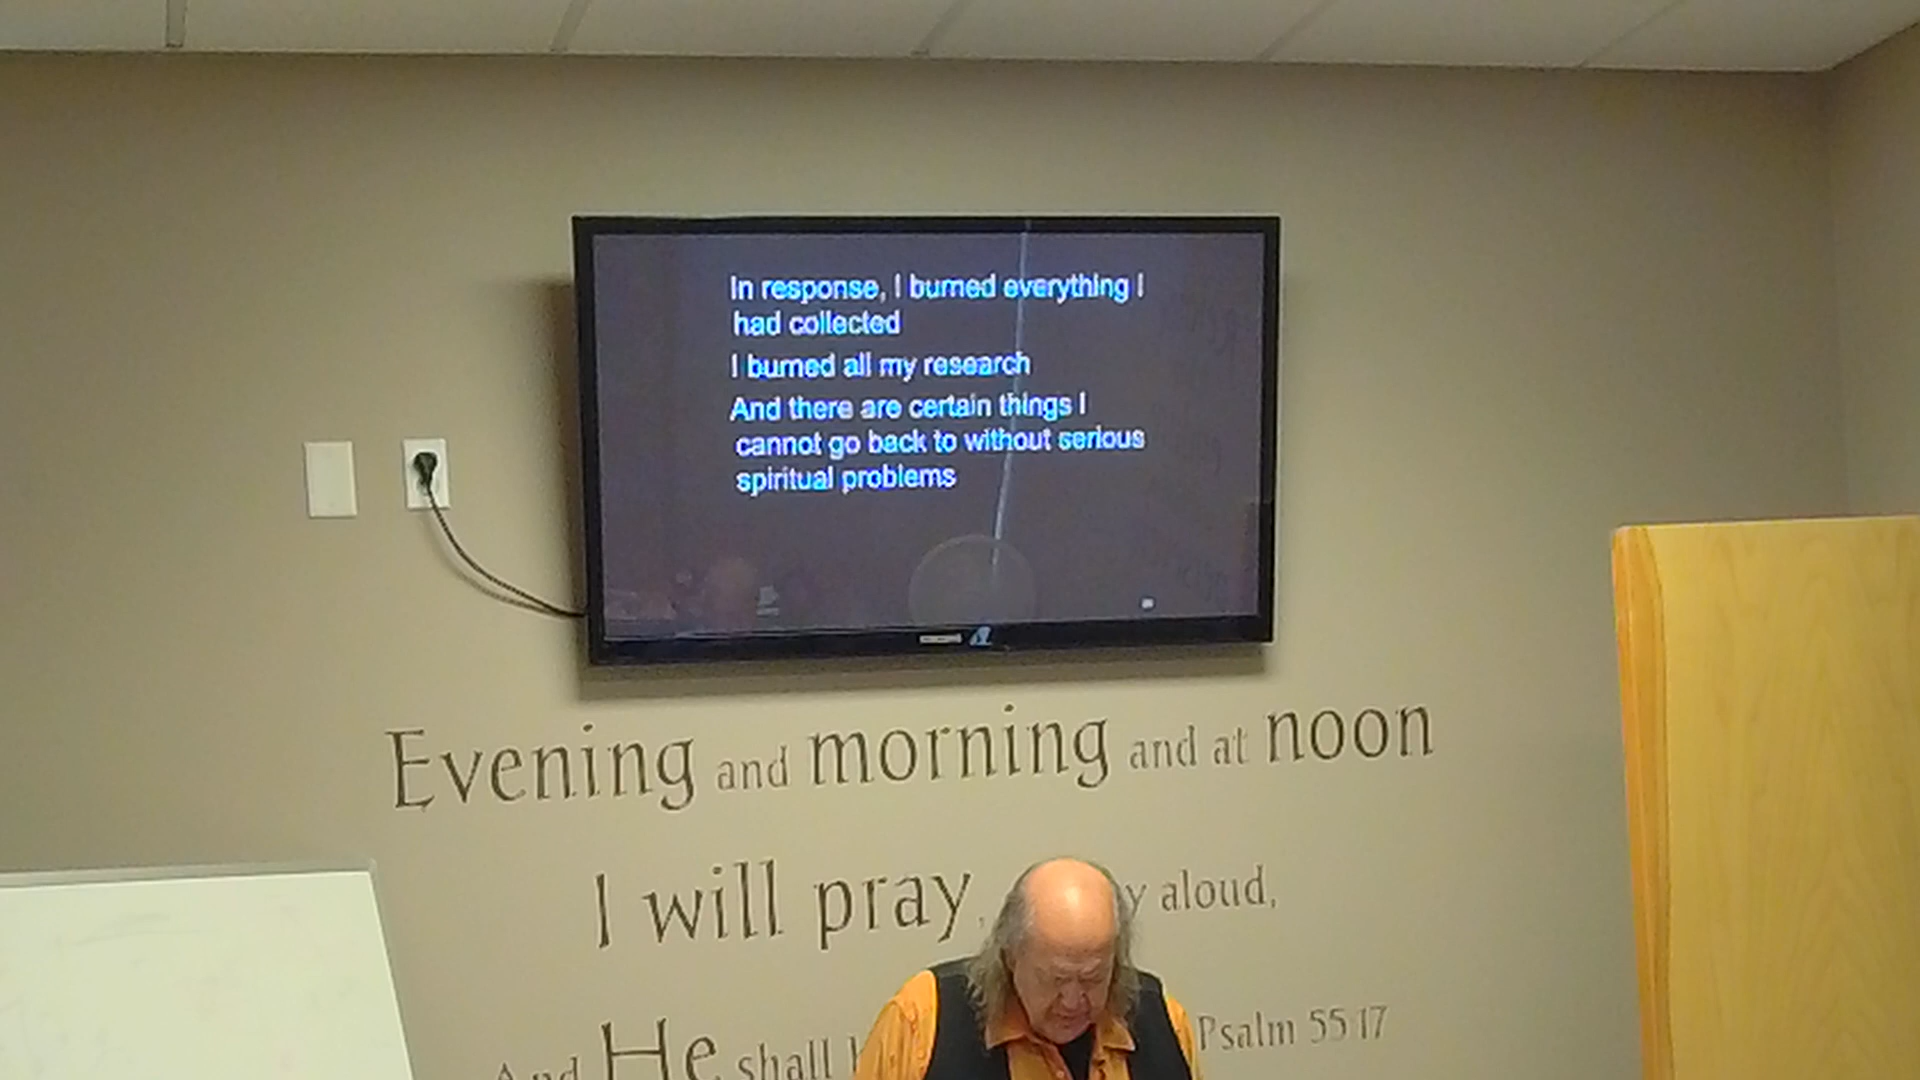 In response, I burned everything I
had collected
I burned all my research
And there are certain things I
cannot go back to without serious
spiritual problems
Evening and morning and at noon
I will pray, y aloud,
And He shall Psalm 55 17